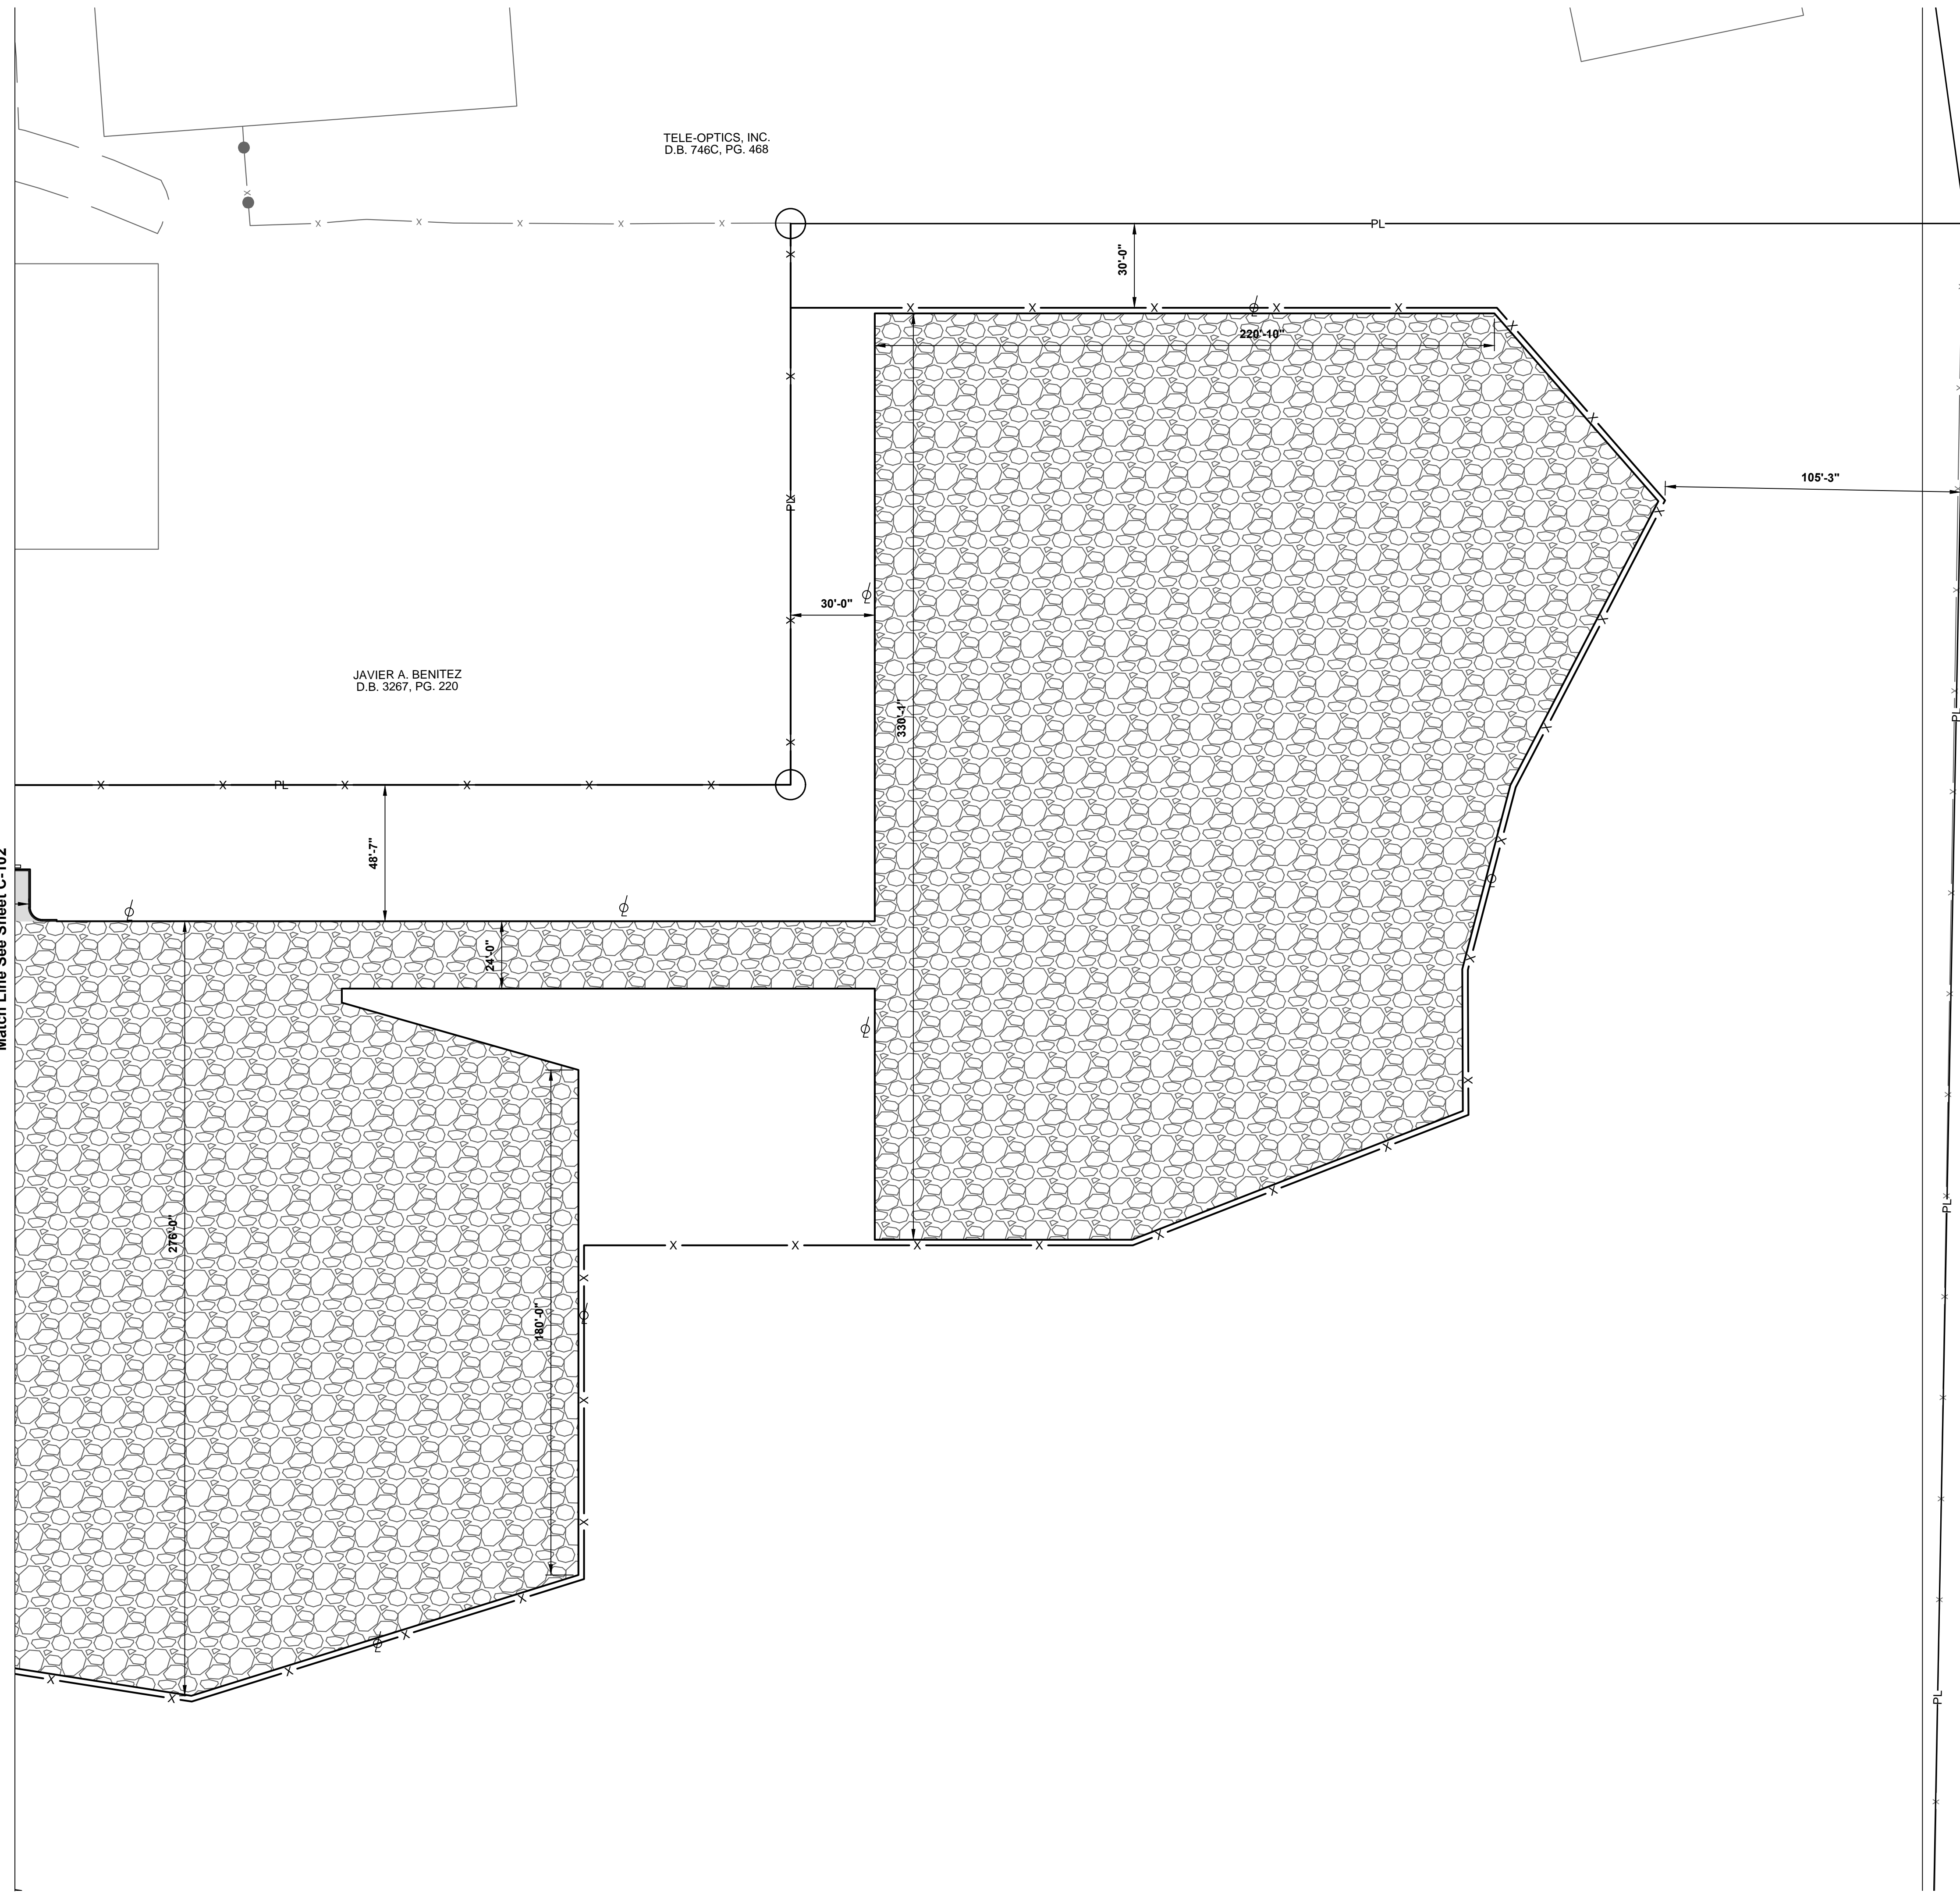 TELE-OPTICS, INC.
D.B. 746C, PG. 468
PL
30'-0"
220'-10"
105'-3"
PL
30'-0"
330'-1"
JAVIER A. BENITEZ
D.B. 3267, PG. 220
PL
PL
48'-7"
Match Line See Sheet C-102
24'-0"
276'-0"
180'-0"
PL
PL